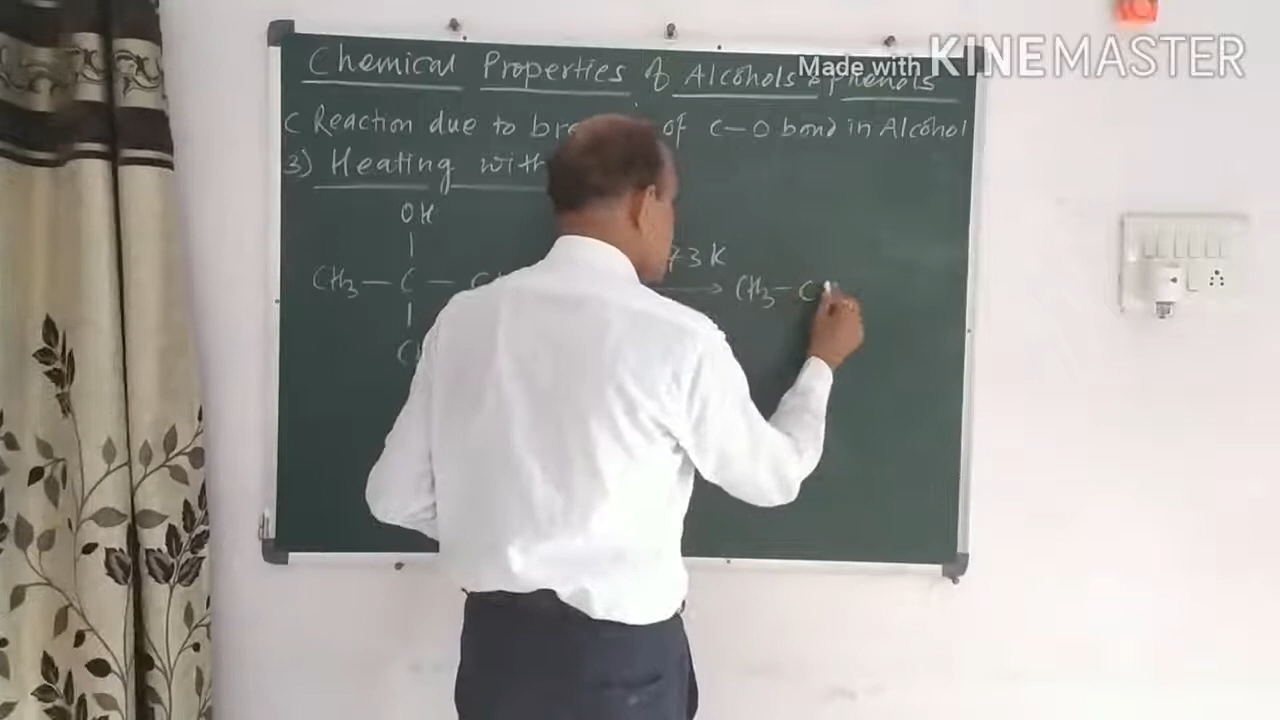 Made with KINEMASTER
Chemical Properties of Alcohols & Phenols
C Reaction due to of C-O bond in Alcohol
3) Heating with
OH
|
CH3 — C — 73 K → CH3 - C
|